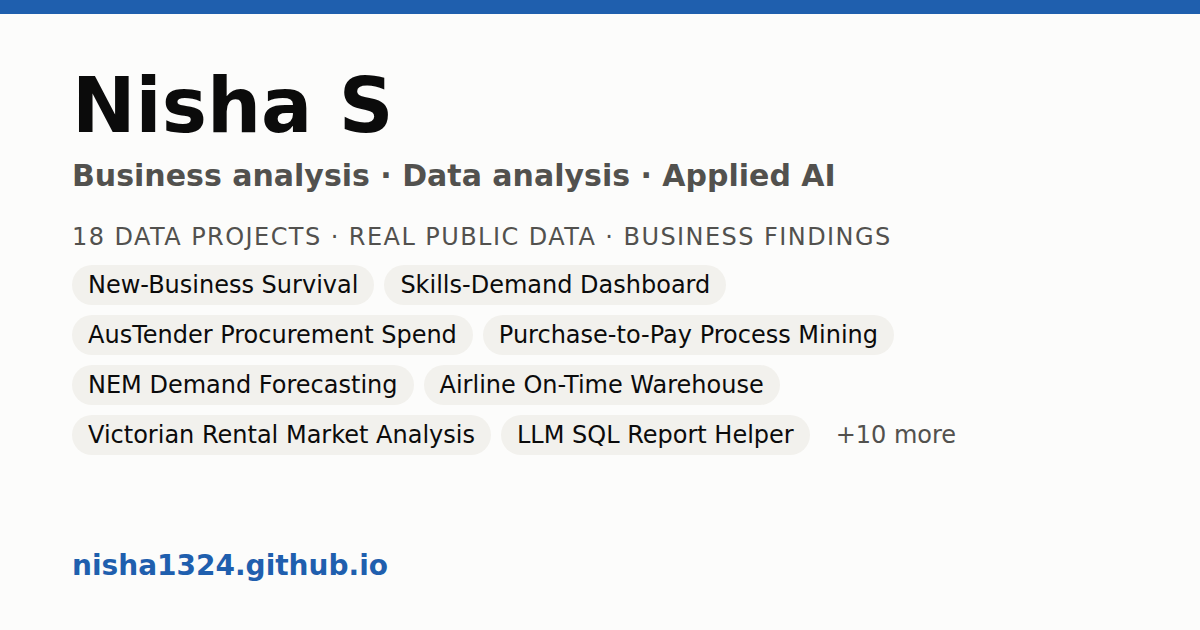 Nisha S
Business analysis · Data analysis · Applied AI
18 DATA PROJECTS · REAL PUBLIC DATA · BUSINESS FINDINGS
New-Business Survival Skills-Demand Dashboard
AusTender Procurement Spend Purchase-to-Pay Process Mining
NEM Demand Forecasting Airline On-Time Warehouse
Victorian Rental Market Analysis LLM SQL Report Helper +10 more
nisha1324.github.io